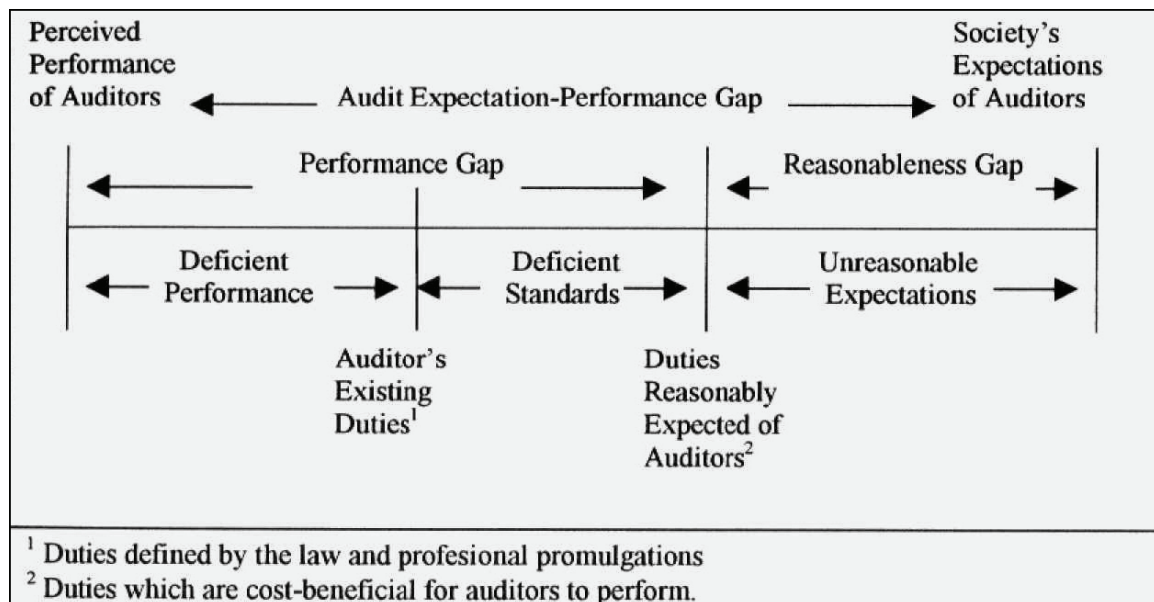 Perceived
Performance
of Auditors
Society's
Expectations
of Auditors
Audit Expectation-Performance Gap
Performance Gap
Reasonableness Gap
Deficient
Performance
Deficient
Standards
Unreasonable
Expectations
Auditor's
Existing
Duties¹
Duties
Reasonably
Expected of
Auditors²
¹ Duties defined by the law and profesional promulgations
² Duties which are cost-beneficial for auditors to perform.